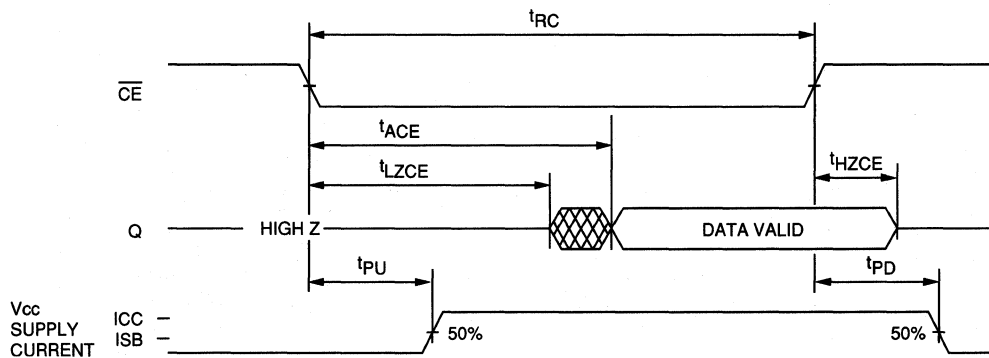 tRC
CE
tACE
tLZCE
tHZCE
Q
HIGH Z
DATA VALID
tPU
tPD
Vcc
SUPPLY
CURRENT
ICC
ISB
50%
50%